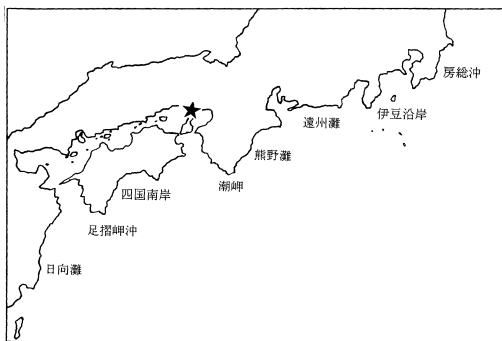 房総沖
伊豆沿岸
遠州灘
熊野灘
潮岬
四国南岸
足摺岬沖
日向灘